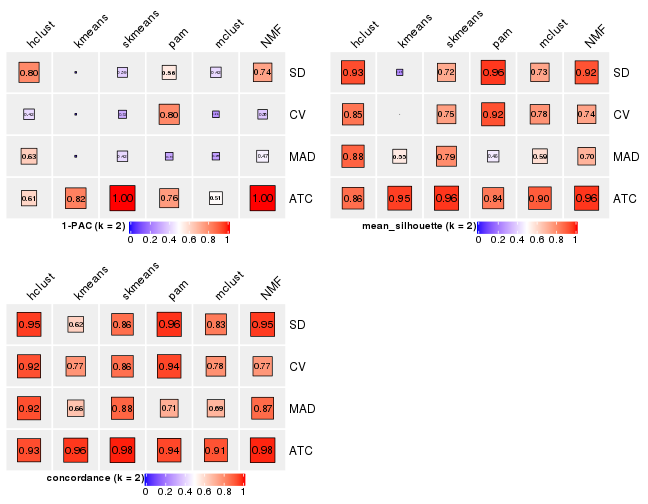 hclust kmeans skmeans pam mclust NMF
0.80 0.56 0.74 SD
0.80 CV
0.63 0.47 MAD
0.61 0.82 1.00 0.76 0.51 1.00 ATC
1-PAC (k = 2)
0 0.2 0.4 0.6 0.8 1
hclust kmeans skmeans pam mclust NMF
0.93 0.72 0.96 0.73 0.92 SD
0.85 0.75 0.92 0.78 0.74 CV
0.88 0.55 0.79 0.59 0.70 MAD
0.86 0.95 0.96 0.84 0.90 0.96 ATC
mean_silhouette (k = 2)
0 0.2 0.4 0.6 0.8 1
hclust kmeans skmeans pam mclust NMF
0.95 0.62 0.86 0.96 0.83 0.95 SD
0.92 0.77 0.86 0.94 0.78 0.77 CV
0.92 0.66 0.88 0.71 0.69 0.87 MAD
0.93 0.96 0.98 0.94 0.91 0.98 ATC
concordance (k = 2)
0 0.2 0.4 0.6 0.8 1